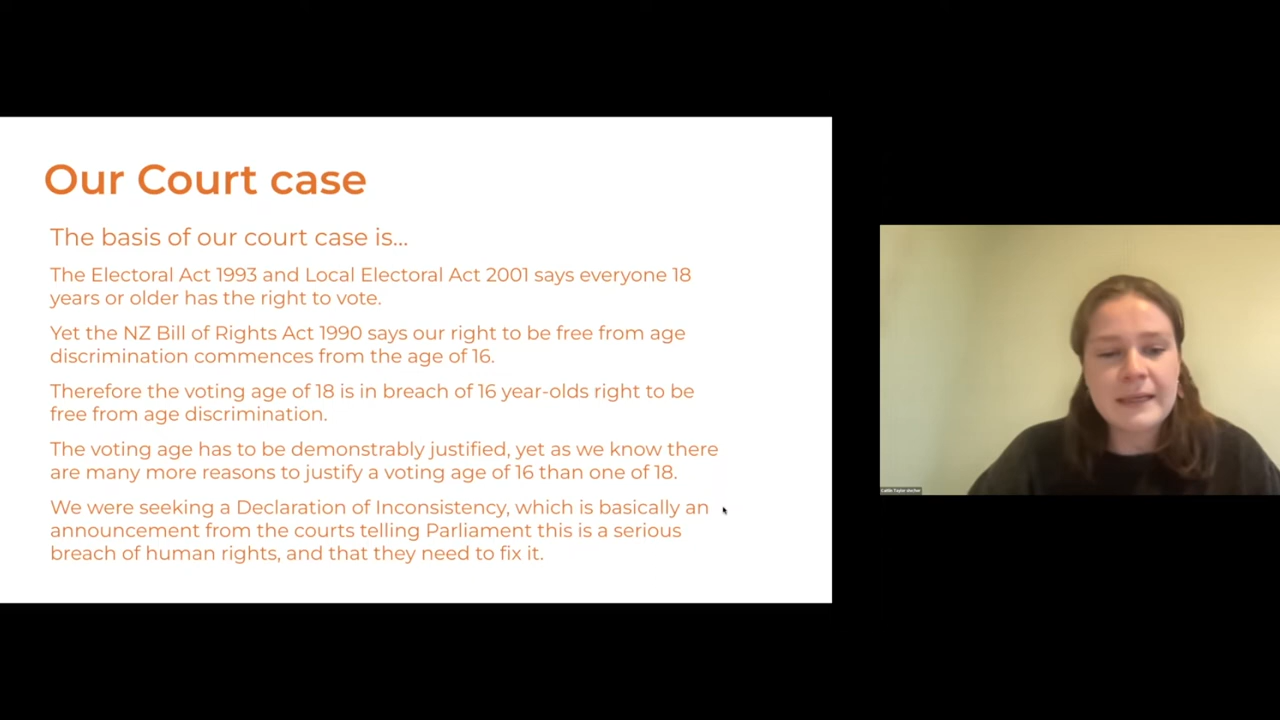 Our Court case
The basis of our court case is...
The Electoral Act 1993 and Local Electoral Act 2001 says everyone 18
years or older has the right to vote.
Yet the NZ Bill of Rights Act 1990 says our right to be free from age
discrimination commences from the age of 16.
Therefore the voting age of 18 is in breach of 16 year-olds right to be
free from age discrimination.
The voting age has to be demonstrably justified, yet as we know there
are many more reasons to justify a voting age of 16 than one of 18.
We were seeking a Declaration of Inconsistency, which is basically an
announcement from the courts telling Parliament this is a serious
breach of human rights, and that they need to fix it.
Caitlin Taylor